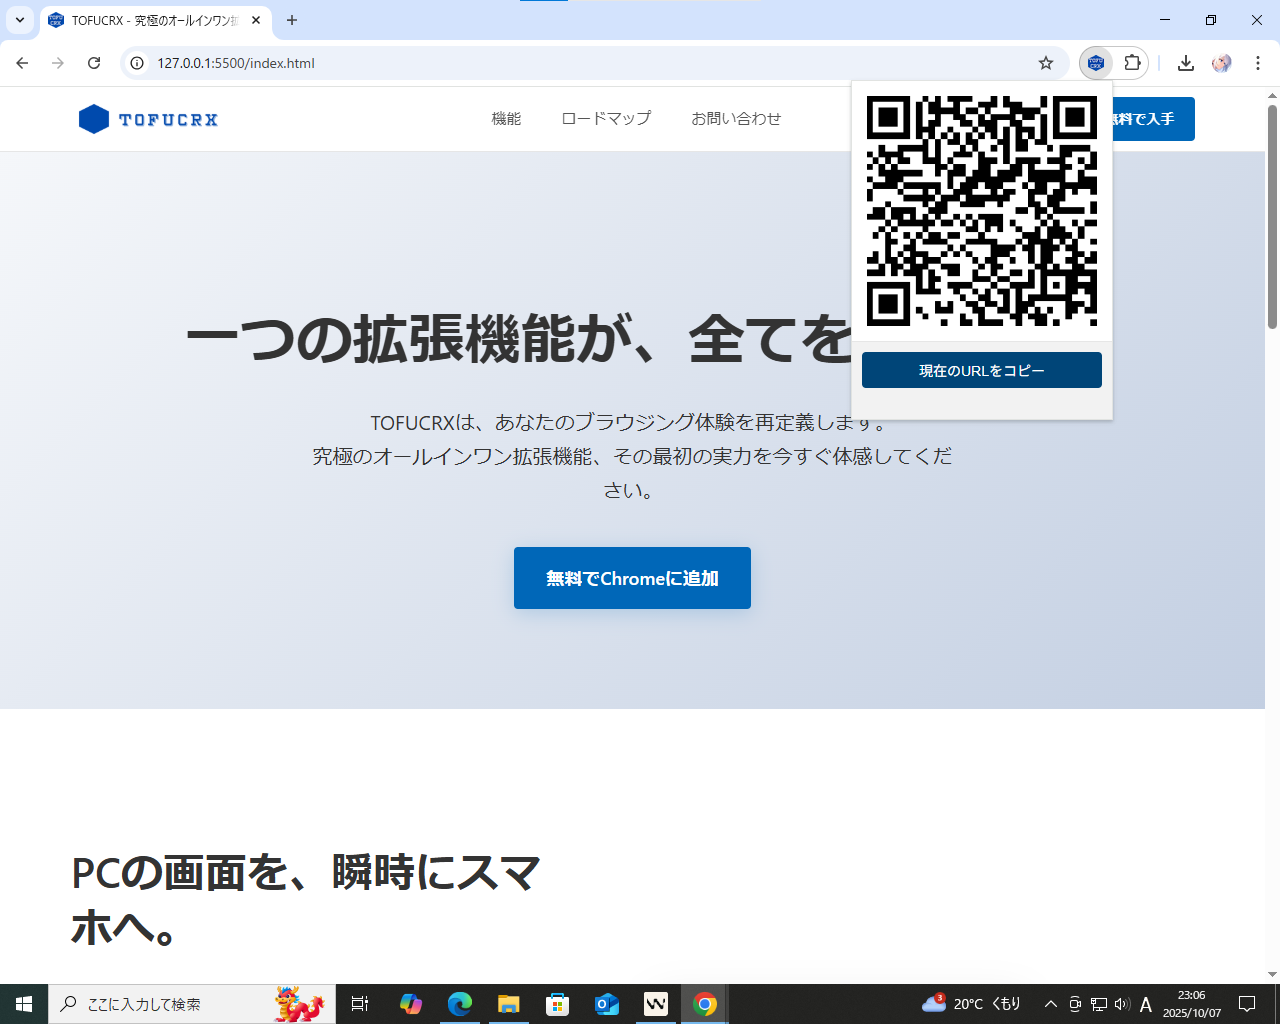 TOFUCRX - 究極のオールインワン拡
127.0.0.1:5500/index.html
TOFU
CRX
TOFUCRX
機能
ロードマップ
お問い合わせ
無料で入手
現在のURLをコピー
一つの拡張機能が、全てを
TOFUCRXは、あなたのブラウジング体験を再定義します。
究極のオールインワン拡張機能、その最初の実力を今すぐ体感してくだ
さい。
無料でChromeに追加
PCの画面を、瞬時にスマ
ホへ。
ここに入力して検索
3
20°C くもり
A
23:06
2025/10/07